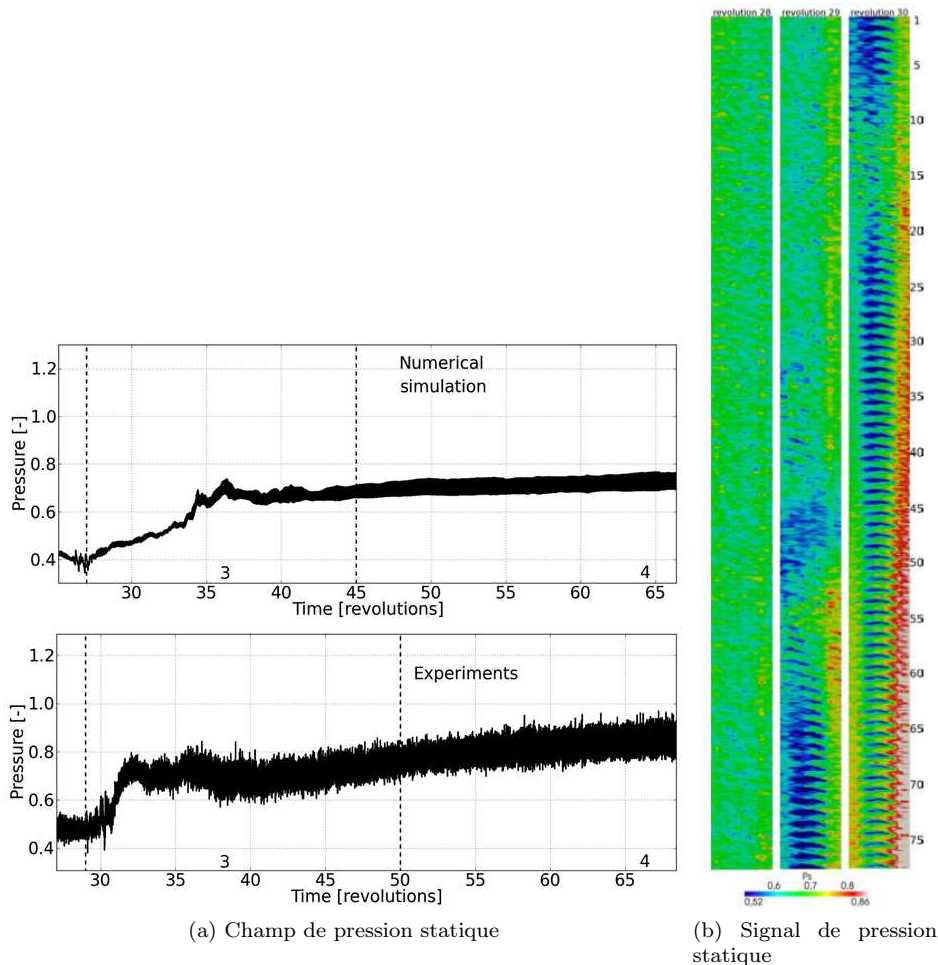 1.2
1.0
0.8
0.6
0.4
Pressure [-]
Numerical
simulation
3
4
30 35 40 45 50 55 60 65
Time [revolutions]
1.2
1.0
0.8
0.6
0.4
Pressure [-]
Experiments
3
4
30 35 40 45 50 55 60 65
Time [revolutions]
(a) Champ de pression statique
revolution 28 revolution 29 revolution 30
1
5
10
15
20
25
30
35
40
45
50
55
60
65
70
75
Ps
0,6 0,7 0,8
0,52 0,86
(b) Signal de pression
statique